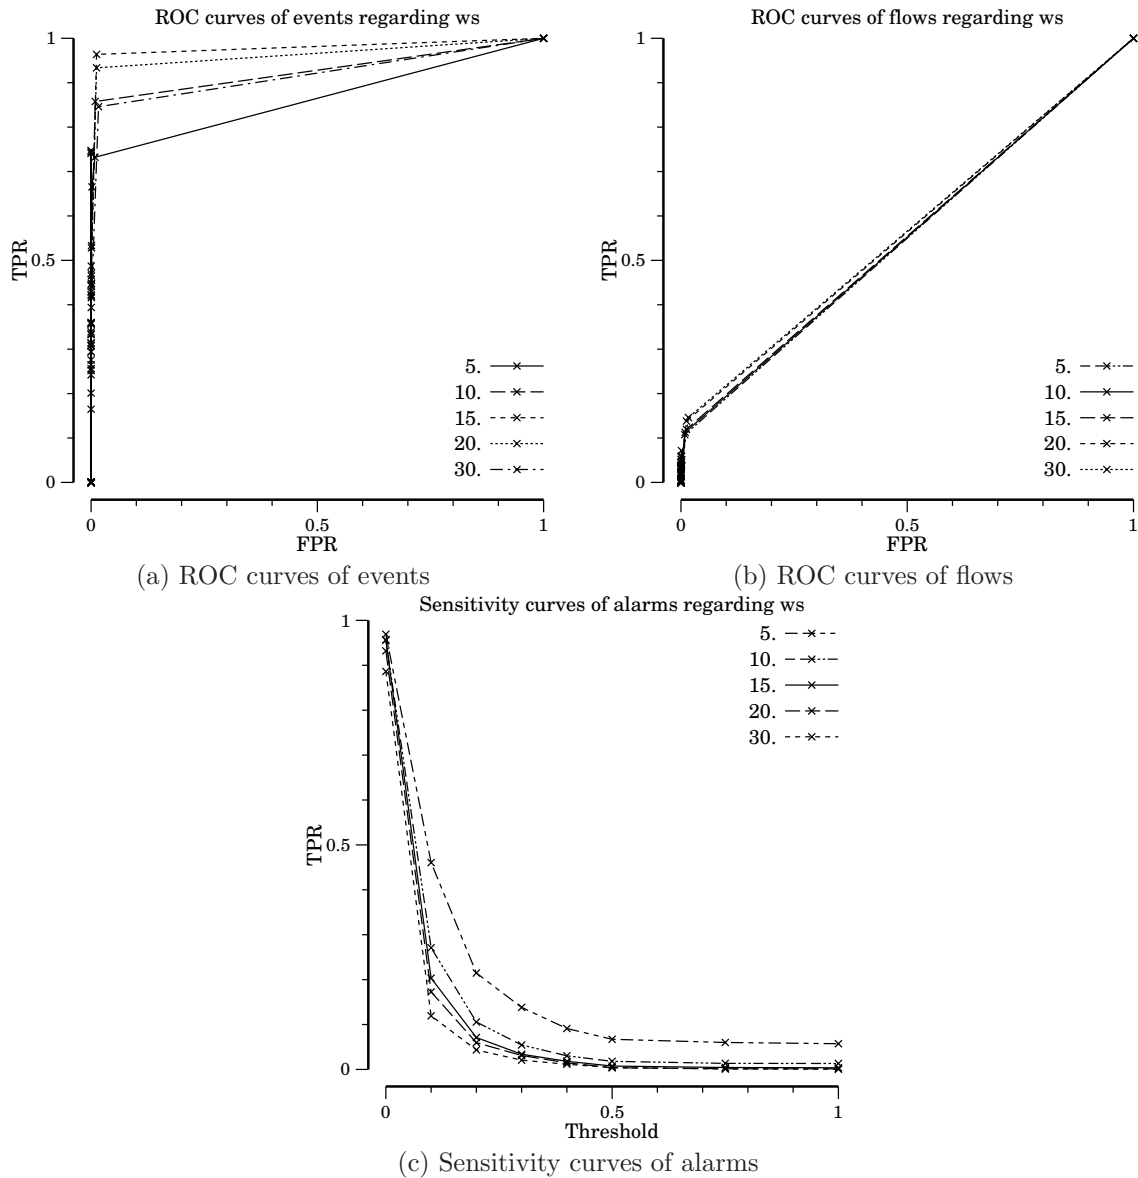 ROC curves of events regarding ws
1
TPR
0.5
0
5.
10.
15.
20.
30.
0
0.5
1
FPR
(a) ROC curves of events
ROC curves of flows regarding ws
1
TPR
0.5
0
5.
10.
15.
20.
30.
0
0.5
1
FPR
(b) ROC curves of flows
Sensitivity curves of alarms regarding ws
1
TPR
0.5
0
5.
10.
15.
20.
30.
0
0.5
1
Threshold
(c) Sensitivity curves of alarms